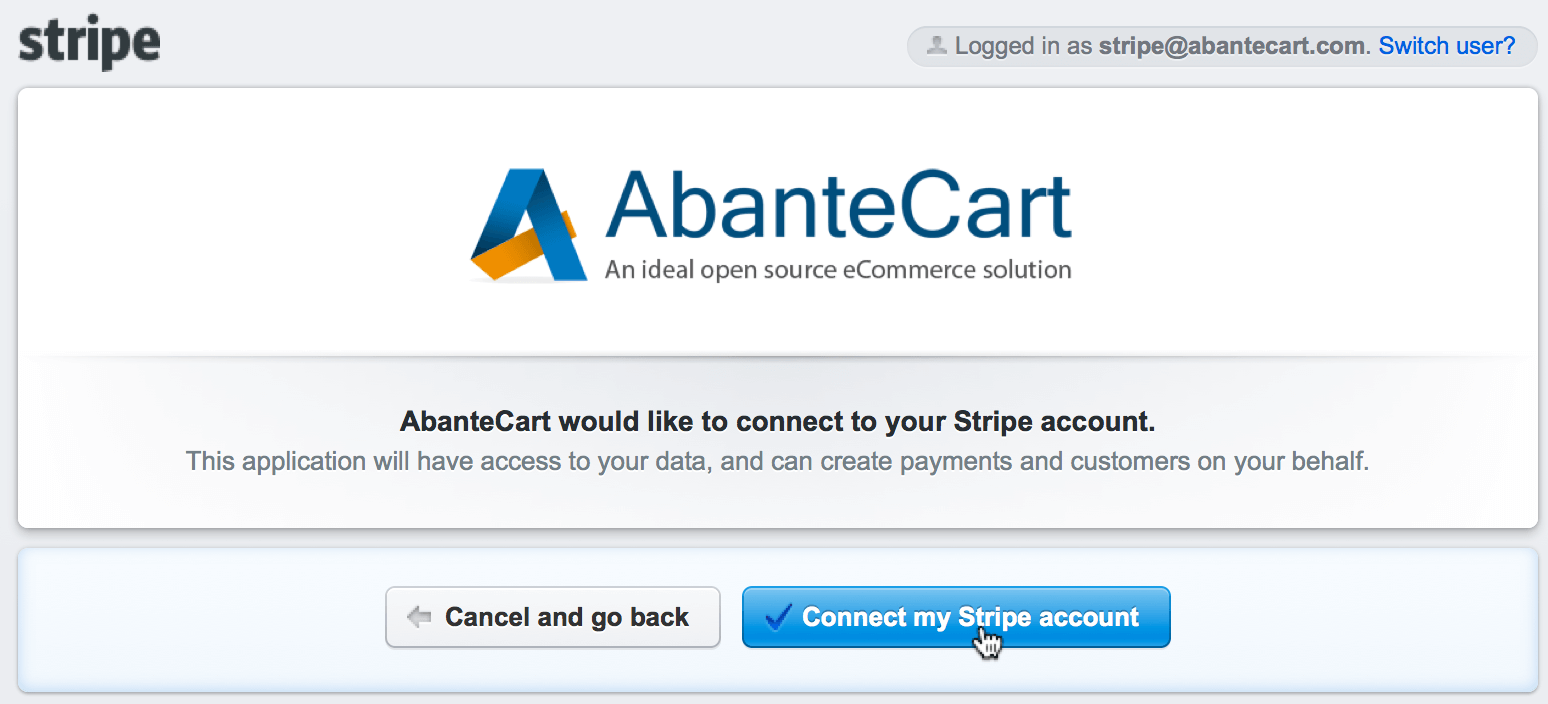 stripe
Logged in as stripe@abantecart.com. Switch user?
AbanteCart
An ideal open source eCommerce solution
AbanteCart would like to connect to your Stripe account.
This application will have access to your data, and can create payments and customers on your behalf.
Cancel and go back
Connect my Stripe account